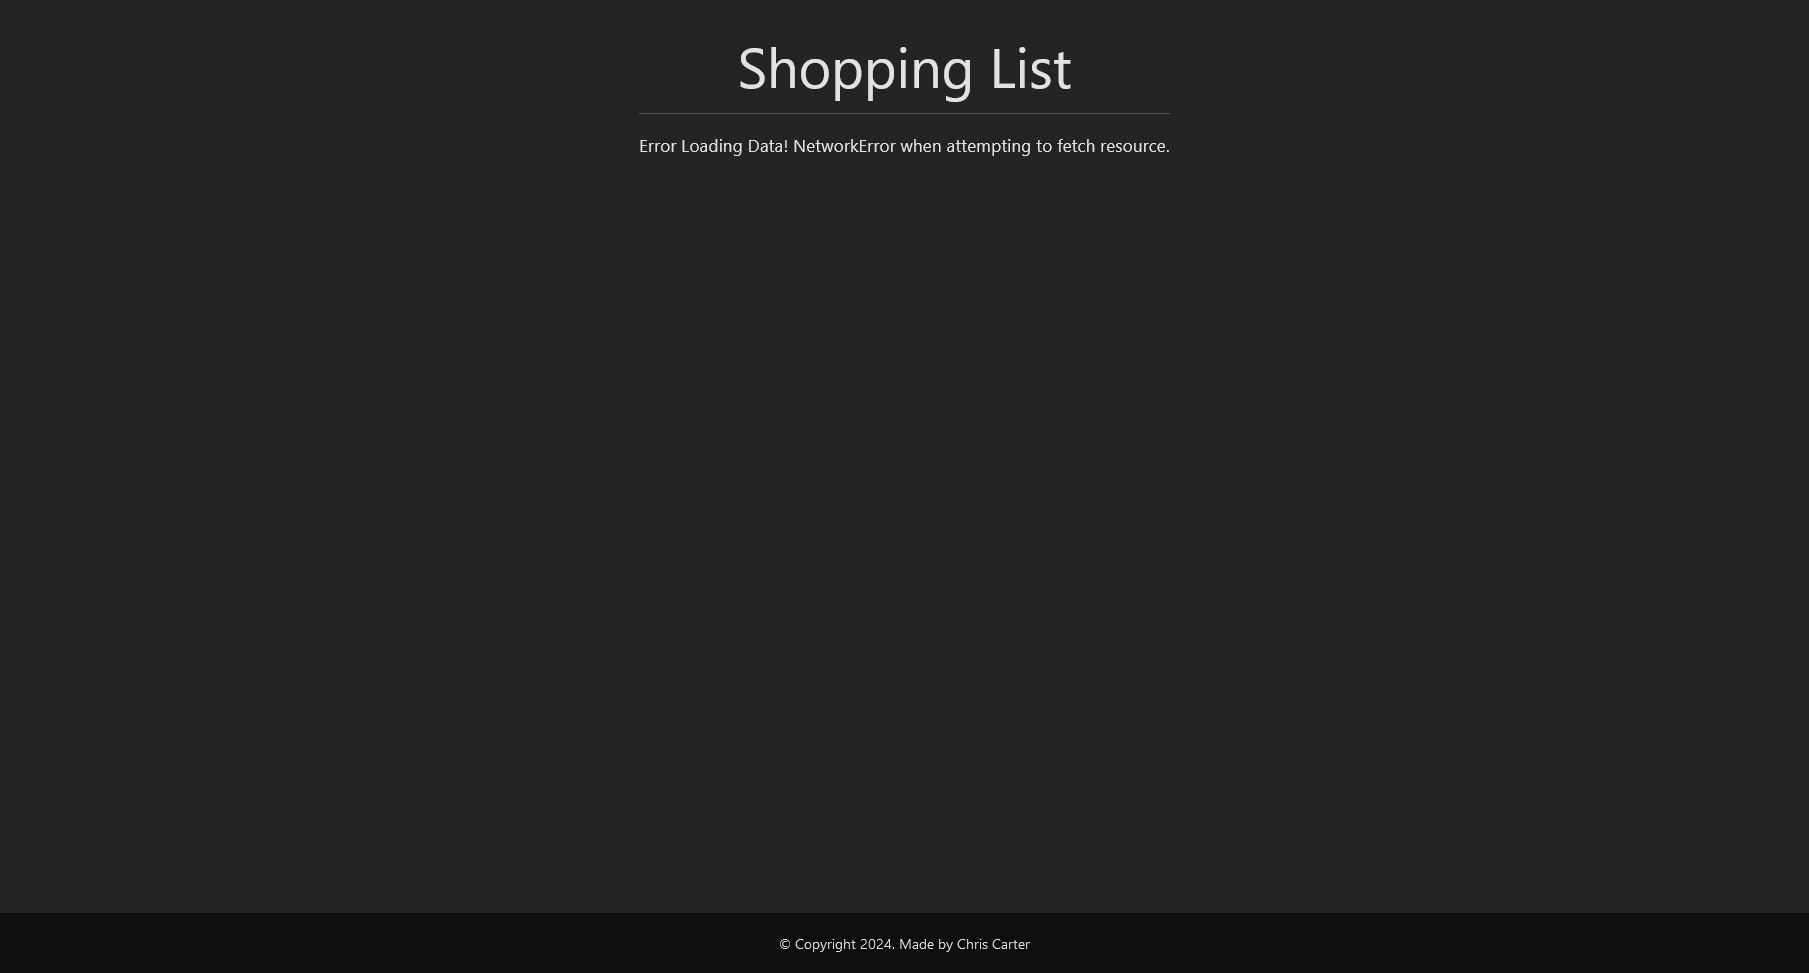 Shopping List
Error Loading Data! NetworkError when attempting to fetch resource.
© Copyright 2024. Made by Chris Carter